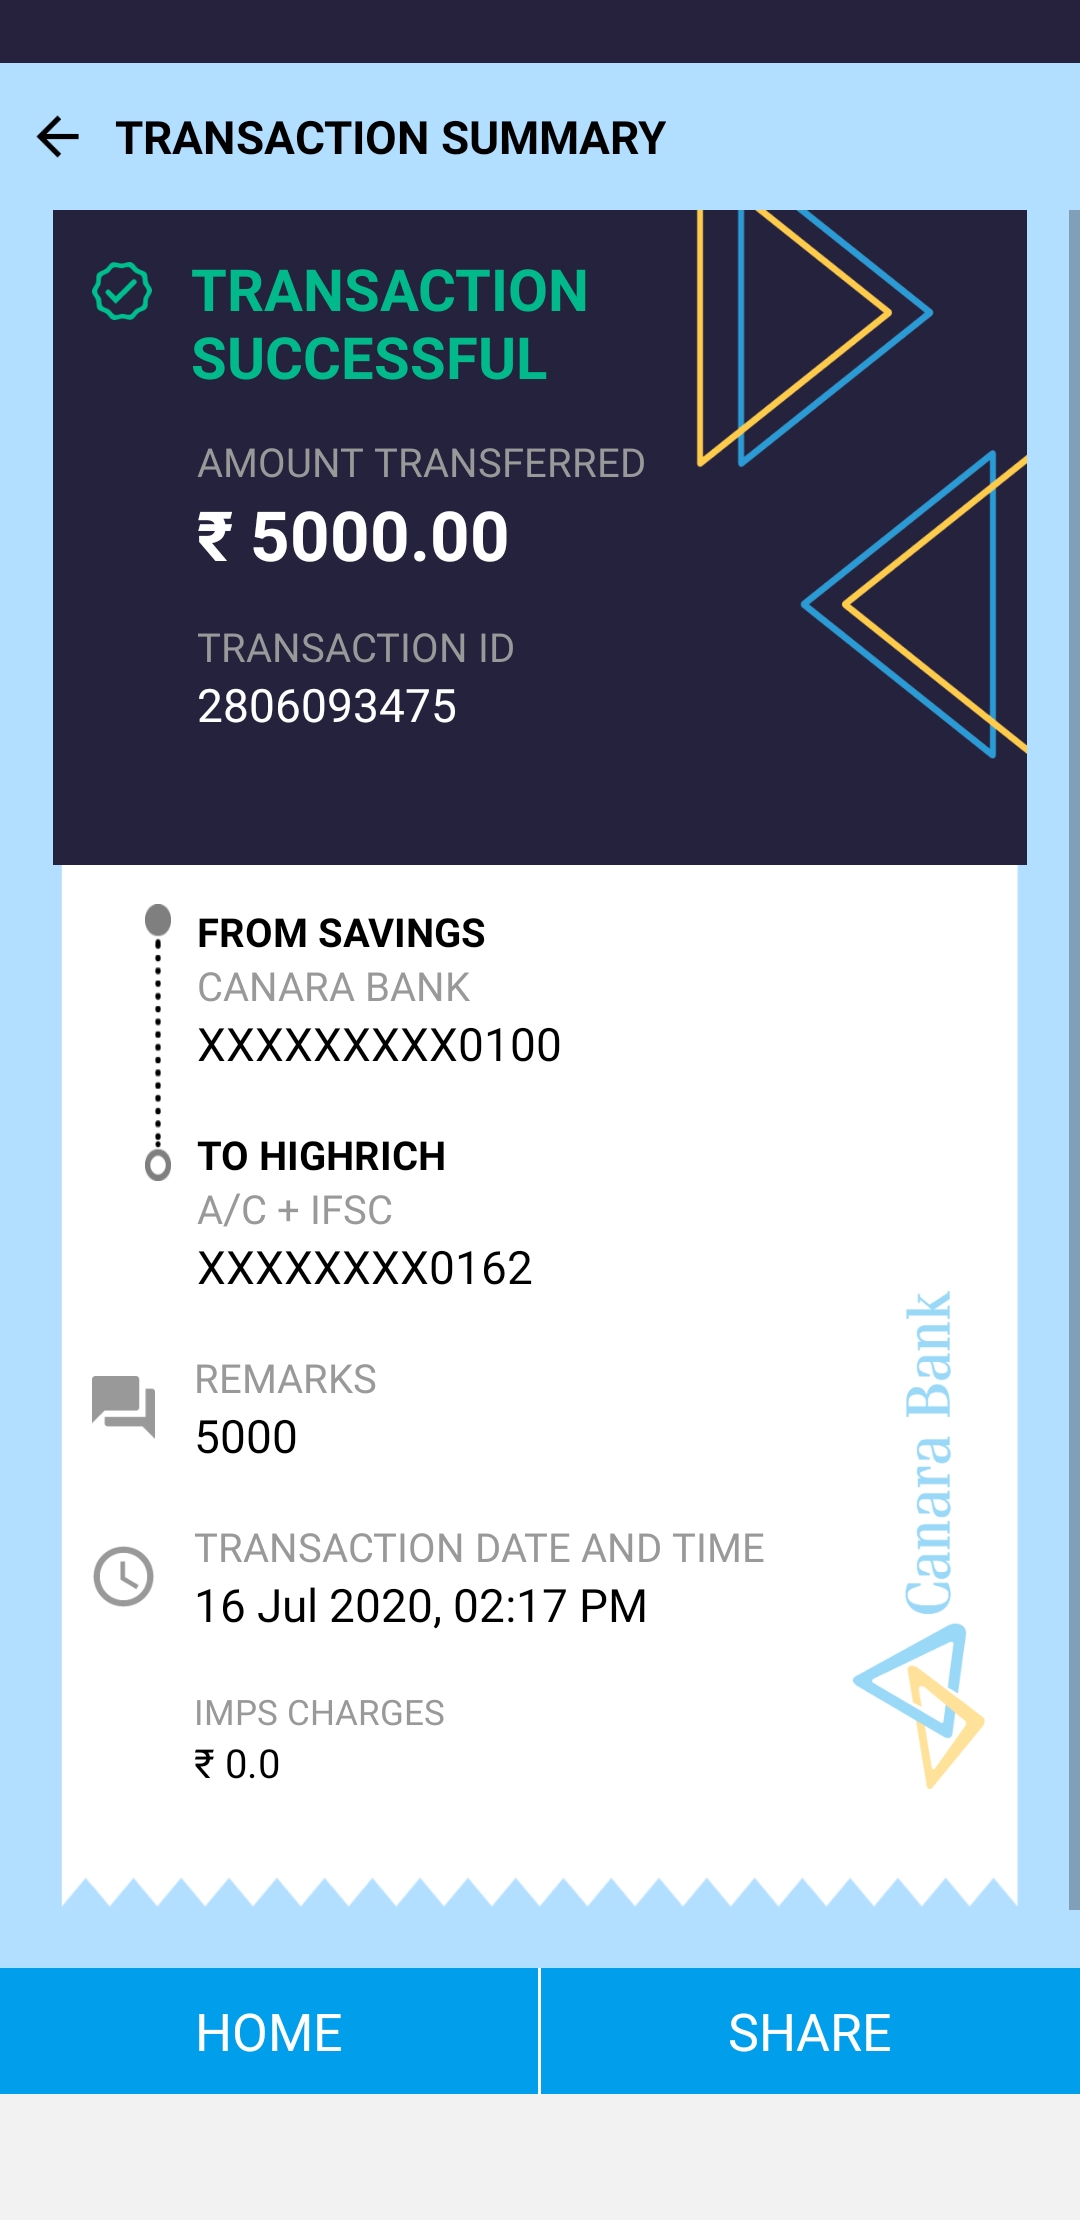 TRANSACTION SUMMARY
TRANSACTION
SUCCESSFUL
AMOUNT TRANSFERRED
₹ 5000.00
TRANSACTION ID
2806093475
FROM SAVINGS
CANARA BANK
XXXXXXXXX0100
TO HIGHRICH
A/C + IFSC
XXXXXXXX0162
REMARKS
5000
TRANSACTION DATE AND TIME
16 Jul 2020, 02:17 PM
IMPS CHARGES
₹ 0.0
Canara Bank
HOME
SHARE